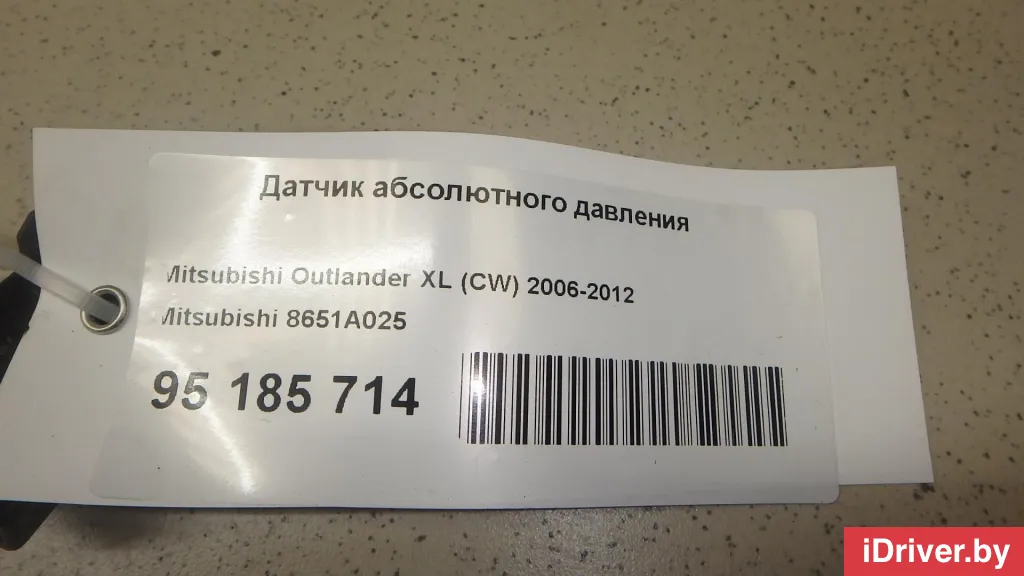 Датчик абсолютного давления
Mitsubishi Outlander XL (CW) 2006-2012
Mitsubishi 8651A025
95 185 714
iDriver.by